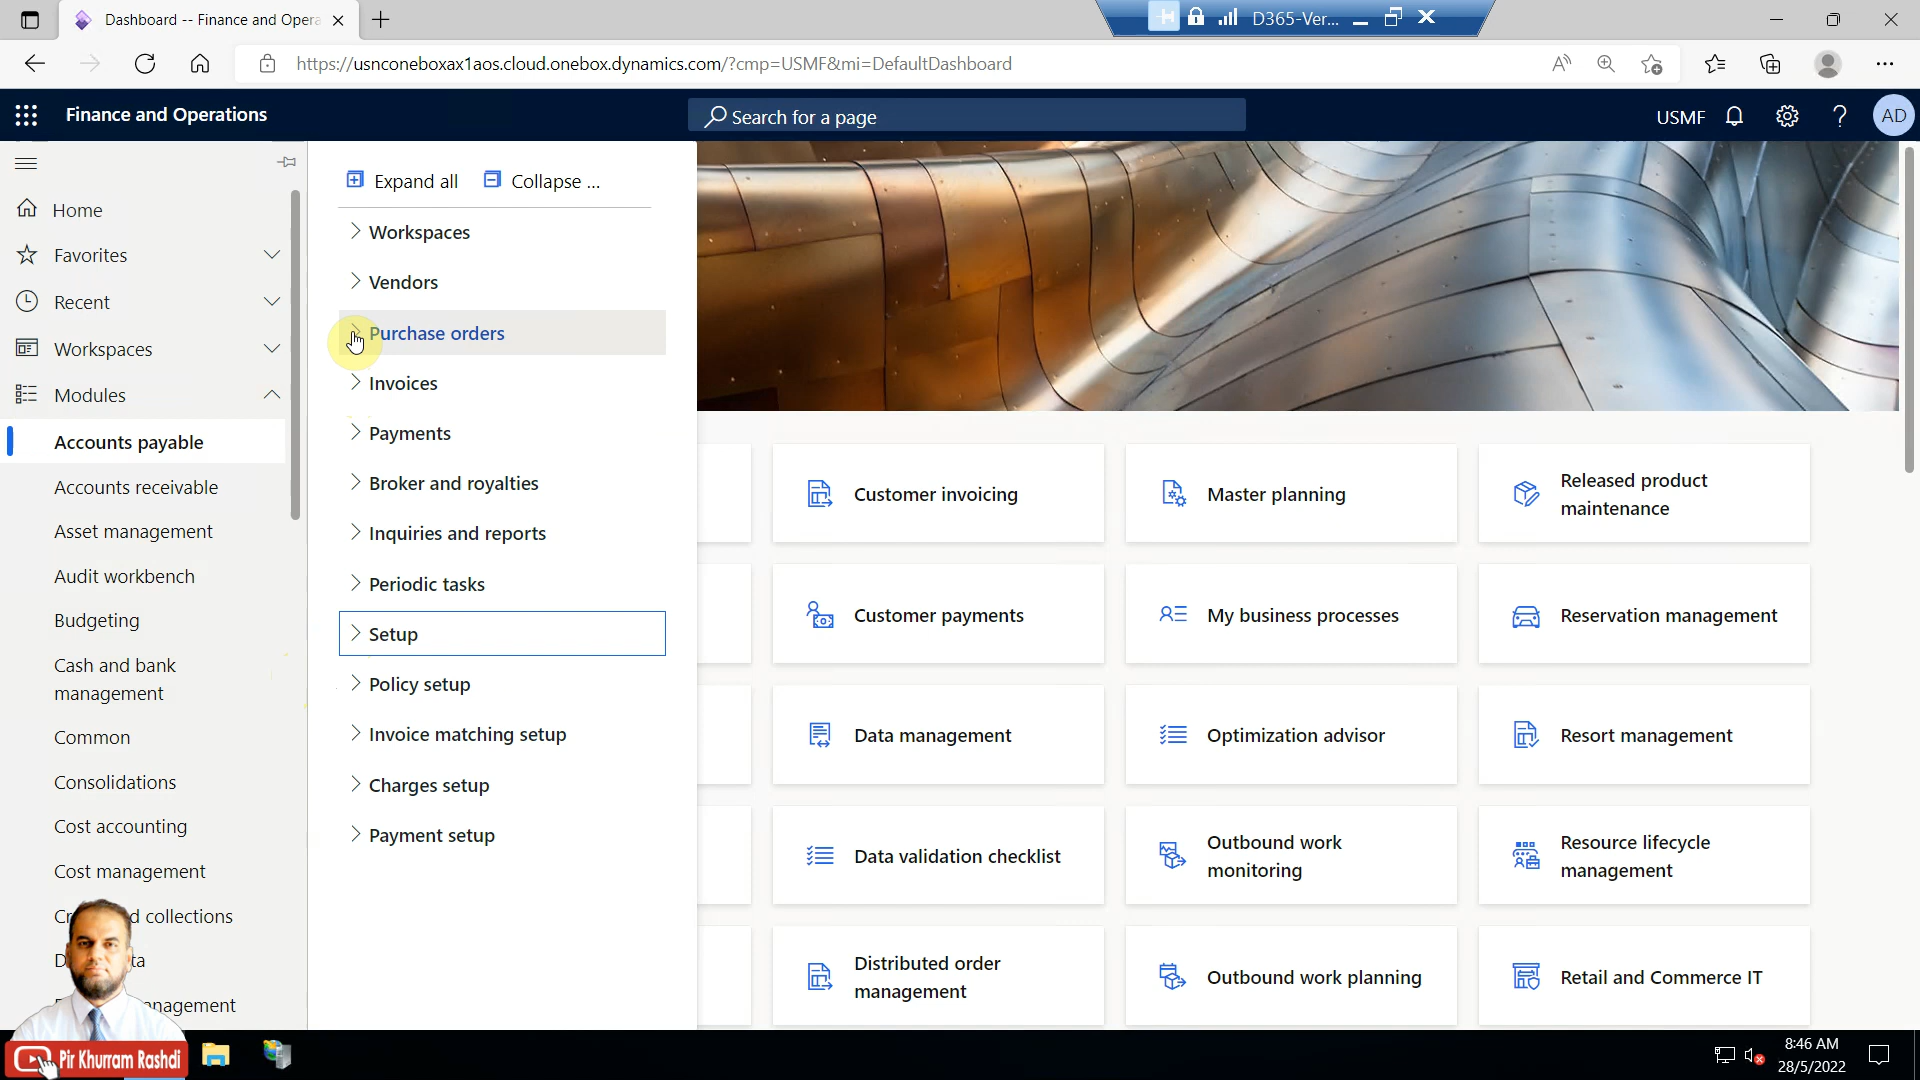 Dashboard -- Finance and Opera
D365-Ver...
https://usnconeboxax1aos.cloud.onebox.dynamics.com/?cmp=USMF&mi=DefaultDashboard
Finance and Operations
Search for a page
USMF
AD
Home
Favorites
Recent
Workspaces
Modules
Accounts payable
Accounts receivable
Asset management
Audit workbench
Budgeting
Cash and bank
management
Common
Consolidations
Cost accounting
Cost management
collections
Expand all
Collapse ...
Workspaces
Vendors
Purchase orders
Invoices
Payments
Broker and royalties
Inquiries and reports
Periodic tasks
Setup
Policy setup
Invoice matching setup
Charges setup
Payment setup
Customer invoicing
Master planning
Released product
maintenance
Customer payments
My business processes
Reservation management
Data management
Optimization advisor
Resort management
Data validation checklist
Outbound work
monitoring
Resource lifecycle
management
Distributed order
management
Outbound work planning
Retail and Commerce IT
Pir Khurram Rashdi
8:46 AM
28/5/2022